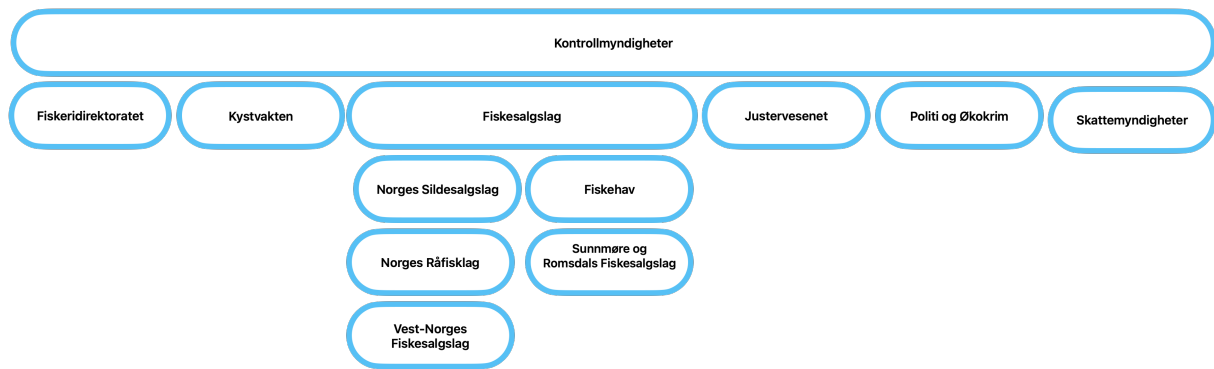 Kontrollmyndigheter
Fiskeridirektoratet
Kystvakten
Fiskesalgslag
Justervesenet
Politi og Økokrim
Skattemyndigheter
Norges Sildesalgslag
Fiskehav
Norges Råfisklag
Sunnmøre og
Romsdals Fiskesalgslag
Vest-Norges
Fiskesalgslag